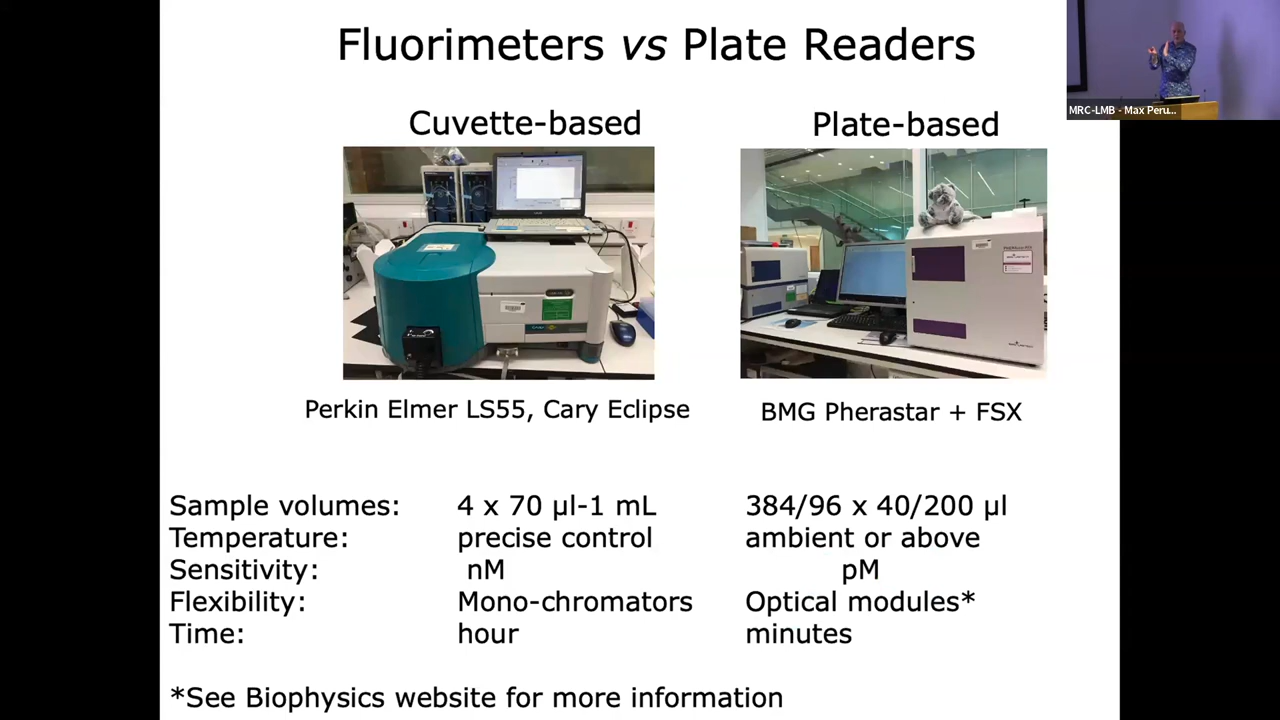 Fluorimeters vs Plate Readers
MRC-LMB - Max Peru...
Cuvette-based
Plate-based
Perkin Elmer LS55, Cary Eclipse
BMG Pherastar + FSX
Sample volumes: 4 x 70 µl-1 mL 384/96 x 40/200 µl
Temperature: precise control ambient or above
Sensitivity: nM pM
Flexibility: Mono-chromators Optical modules*
Time: hour minutes
*See Biophysics website for more information